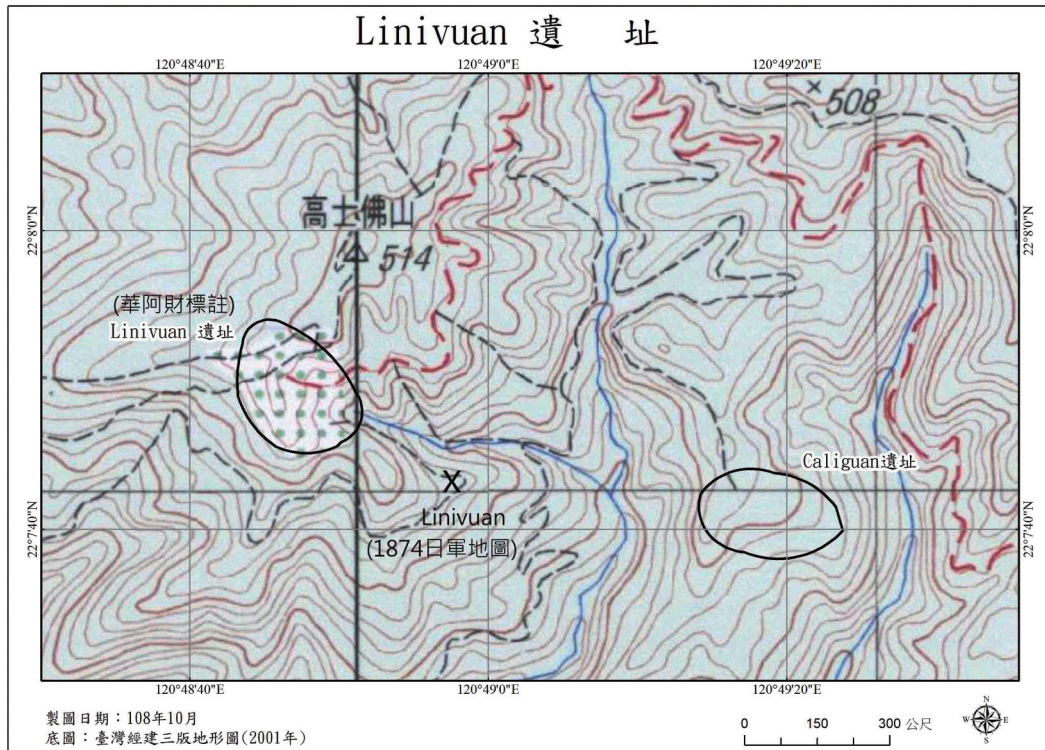 Linivuan 遺 址
120°48'40"E 120°49'0"E 120°49'20"E
508
22°8'0"N 22°8'0"N
高士佛山
514
(華阿財標註)
Linivuan 遺址
Caliguan遺址
X
Linivuan
(1874日軍地圖)
22°7'40"N 22°7'40"N
120°48'40"E 120°49'0"E 120°49'20"E
製圖日期：108年10月
底圖：臺灣經建三版地形圖(2001年)
0 150 300 公尺
N
W E
S